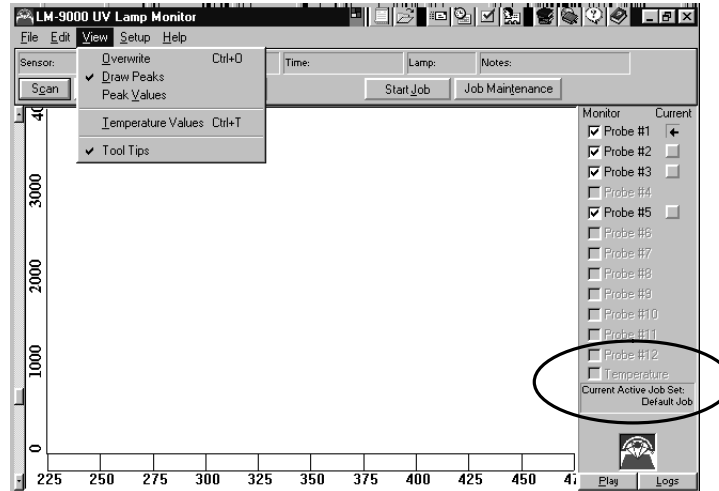 LM-9000 UV Lamp Monitor
File Edit View Setup Help
Overwrite Ctrl+O
Draw Peaks
Peak Values
Temperature Values Ctrl+T
Tool Tips
Sensor: Time: Lamp: Notes:
Scan Start Job Job Maintenance
Monitor Current
Probe #1
Probe #2
Probe #3
Probe #4
Probe #5
Probe #6
Probe #7
Probe #8
Probe #9
Probe #10
Probe #11
Probe #12
Temperature
Current Active Job Set:
Default Job
Play Logs
3000
2000
1000
0
225 250 275 300 325 350 375 400 425 450